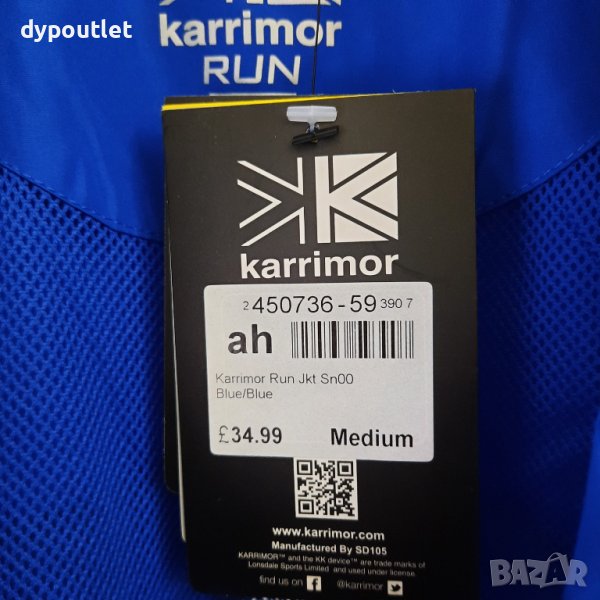 dypoutlet
karrimor
RUN
karrimor
2 450736-59 390 7
ah
Karrimor Run Jkt Sn00
Blue/Blue
£34.99 Medium
www.karrimor.com
Manufactured By SD105
KARRIMOR™ and the KK device™ are trade marks of
Lonsdale Sports Limited and used under license.
find us on f @karrimor
BAZAR